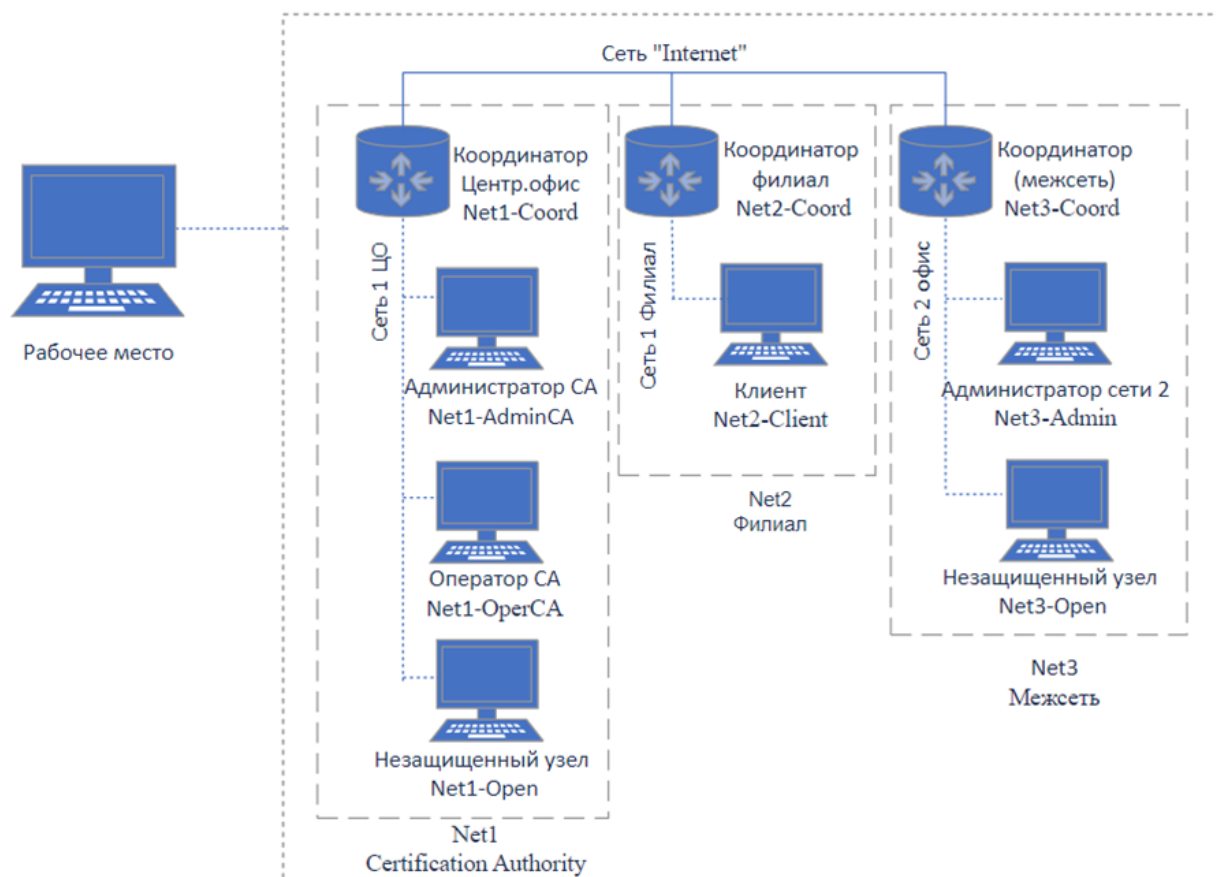 Сеть "Internet"
Координатор
Центр.офис
Net1-Coord
Координатор
филиал
Net2-Coord
Координатор
(межсеть)
Net3-Coord
Рабочее место
Сеть 1 ЦО
Сеть 1 Филиал
Сеть 2 офис
Администратор CA
Net1-AdminCA
Клиент
Net2-Client
Администратор сети 2
Net3-Admin
Net2
Филиал
Оператор CA
Net1-OperCA
Незащищенный узел
Net3-Open
Net3
Межсеть
Незащищенный узел
Net1-Open
Net1
Certification Authority